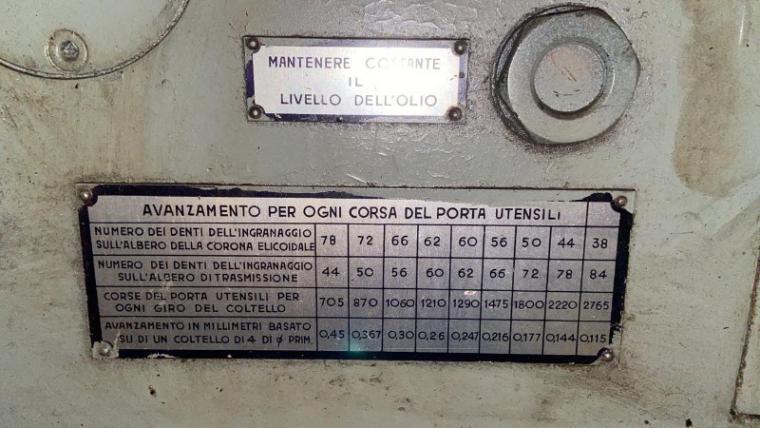 MANTENERE COSTANTE
IL
LIVELLO DELL'OLIO
AVANZAMENTO PER OGNI CORSA DEL PORTA UTENSILI
NUMERO DEI DENTI DELL'INGRANAGGIO
SULL'ALBERO DELLA CORONA ELICOIDALE 78 72 66 62 60 56 50 44 38
NUMERO DEI DENTI DELL'INGRANAGGIO
SULL'ALBERO DI TRASMISSIONE 44 50 56 60 62 66 72 78 84
CORSE DEL PORTA UTENSILI PER
OGNI GIRO DEL COLTELLO 705 870 1060 1210 1290 1475 1800 2220 2765
AVANZAMENTO IN MILLIMETRI BASATO
SU DI UN COLTELLO DI 4 DI ϕ PRIM. 0,45 0,367 0,30 0,26 0,247 0,216 0,177 0,144 0,115